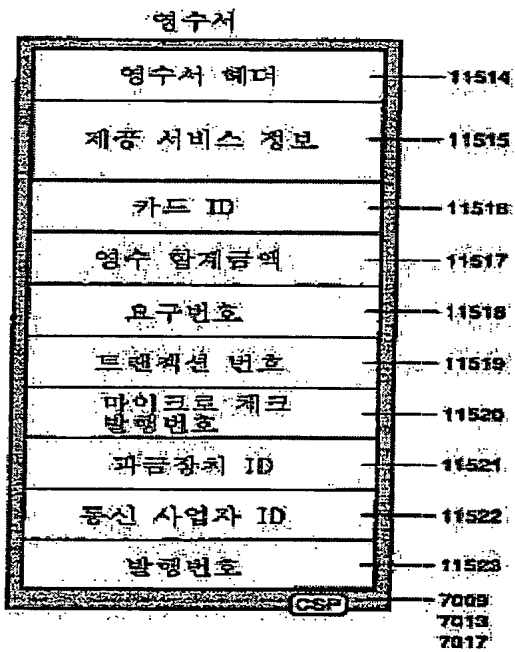 영수서
영수서 헤더
11514
제공 서비스 정보
11515
카드 ID
11516
영수 합계금액
11517
요구번호
11518
트랜잭션 번호
11519
마이크로 체크
발행번호
11520
과금장치 ID
11521
통신 사업자 ID
11522
발행번호
11523
CSP
7009
7013
7017